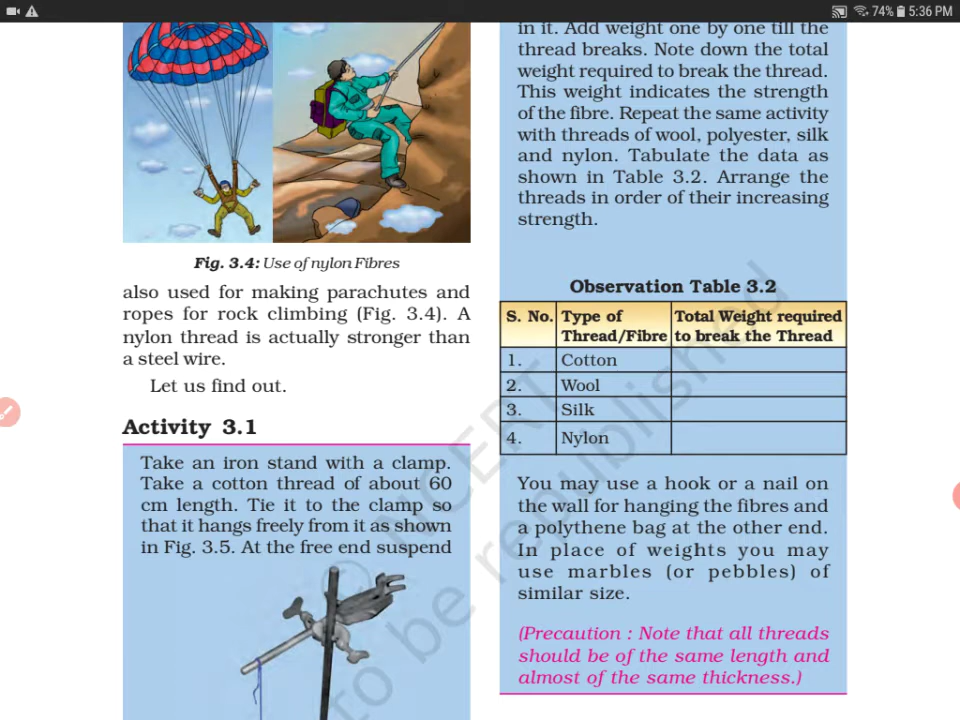 74% 5:36 PM
Fig. 3.4: Use of nylon Fibres
also used for making parachutes and
ropes for rock climbing (Fig. 3.4). A
nylon thread is actually stronger than
a steel wire.
Let us find out.
Activity 3.1
Take an iron stand with a clamp.
Take a cotton thread of about 60
cm length. Tie it to the clamp so
that it hangs freely from it as shown
in Fig. 3.5. At the free end suspend
in it. Add weight one by one till the
thread breaks. Note down the total
weight required to break the thread.
This weight indicates the strength
of the fibre. Repeat the same activity
with threads of wool, polyester, silk
and nylon. Tabulate the data as
shown in Table 3.2. Arrange the
threads in order of their increasing
strength.
Observation Table 3.2
S. No. Type of Total Weight required
Thread/Fibre to break the Thread
1. Cotton
2. Wool
3. Silk
4. Nylon
You may use a hook or a nail on
the wall for hanging the fibres and
a polythene bag at the other end.
In place of weights you may
use marbles (or pebbles) of
similar size.
(Precaution : Note that all threads
should be of the same length and
almost of the same thickness.)
© NCERT
to be republished